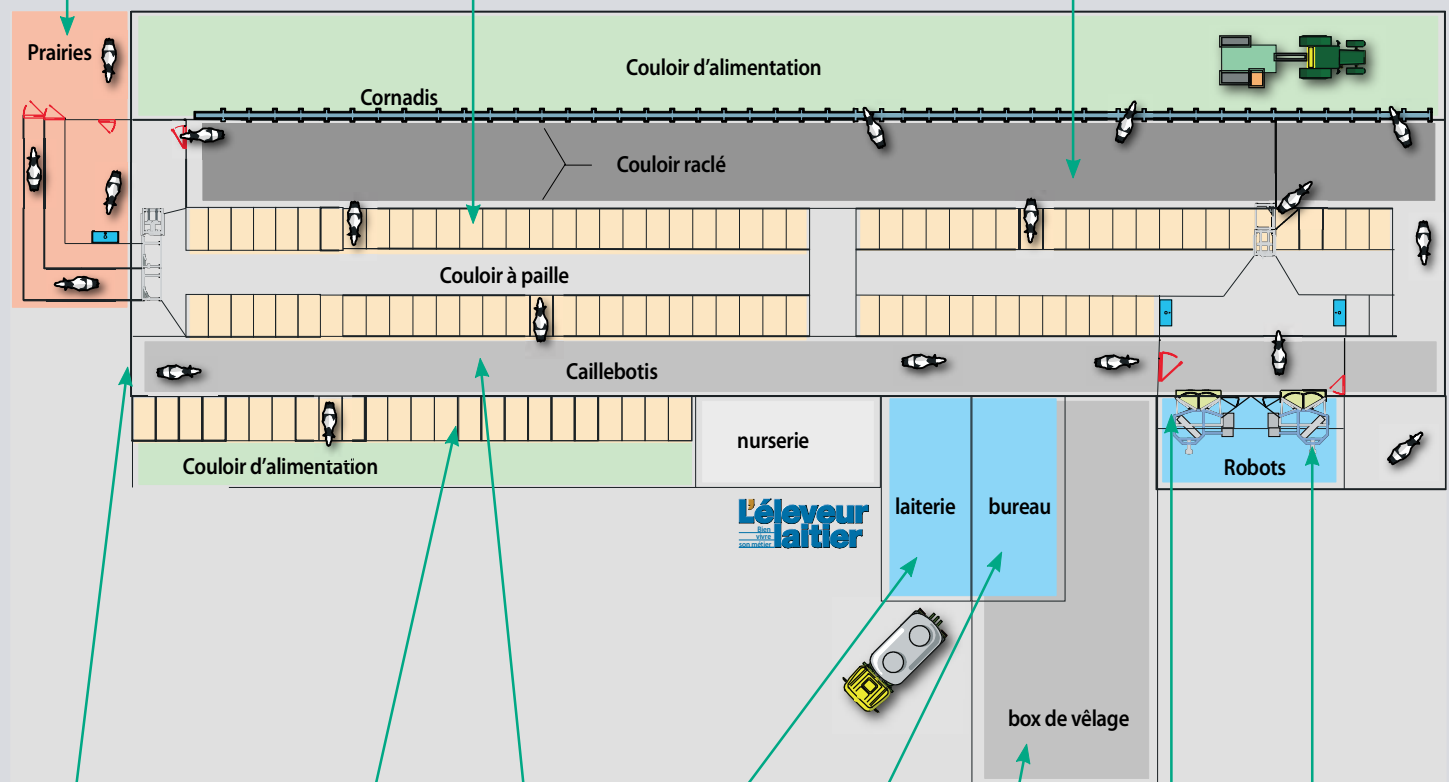 Prairies
Couloir d'alimentation
Cornadis
Couloir raclé
Couloir à paille
Caillebotis
nurserie
Couloir d'alimentation
Robots
L'éleveur
laitier
Bien
vivre
son métier
laiterie
bureau
box de vêlage